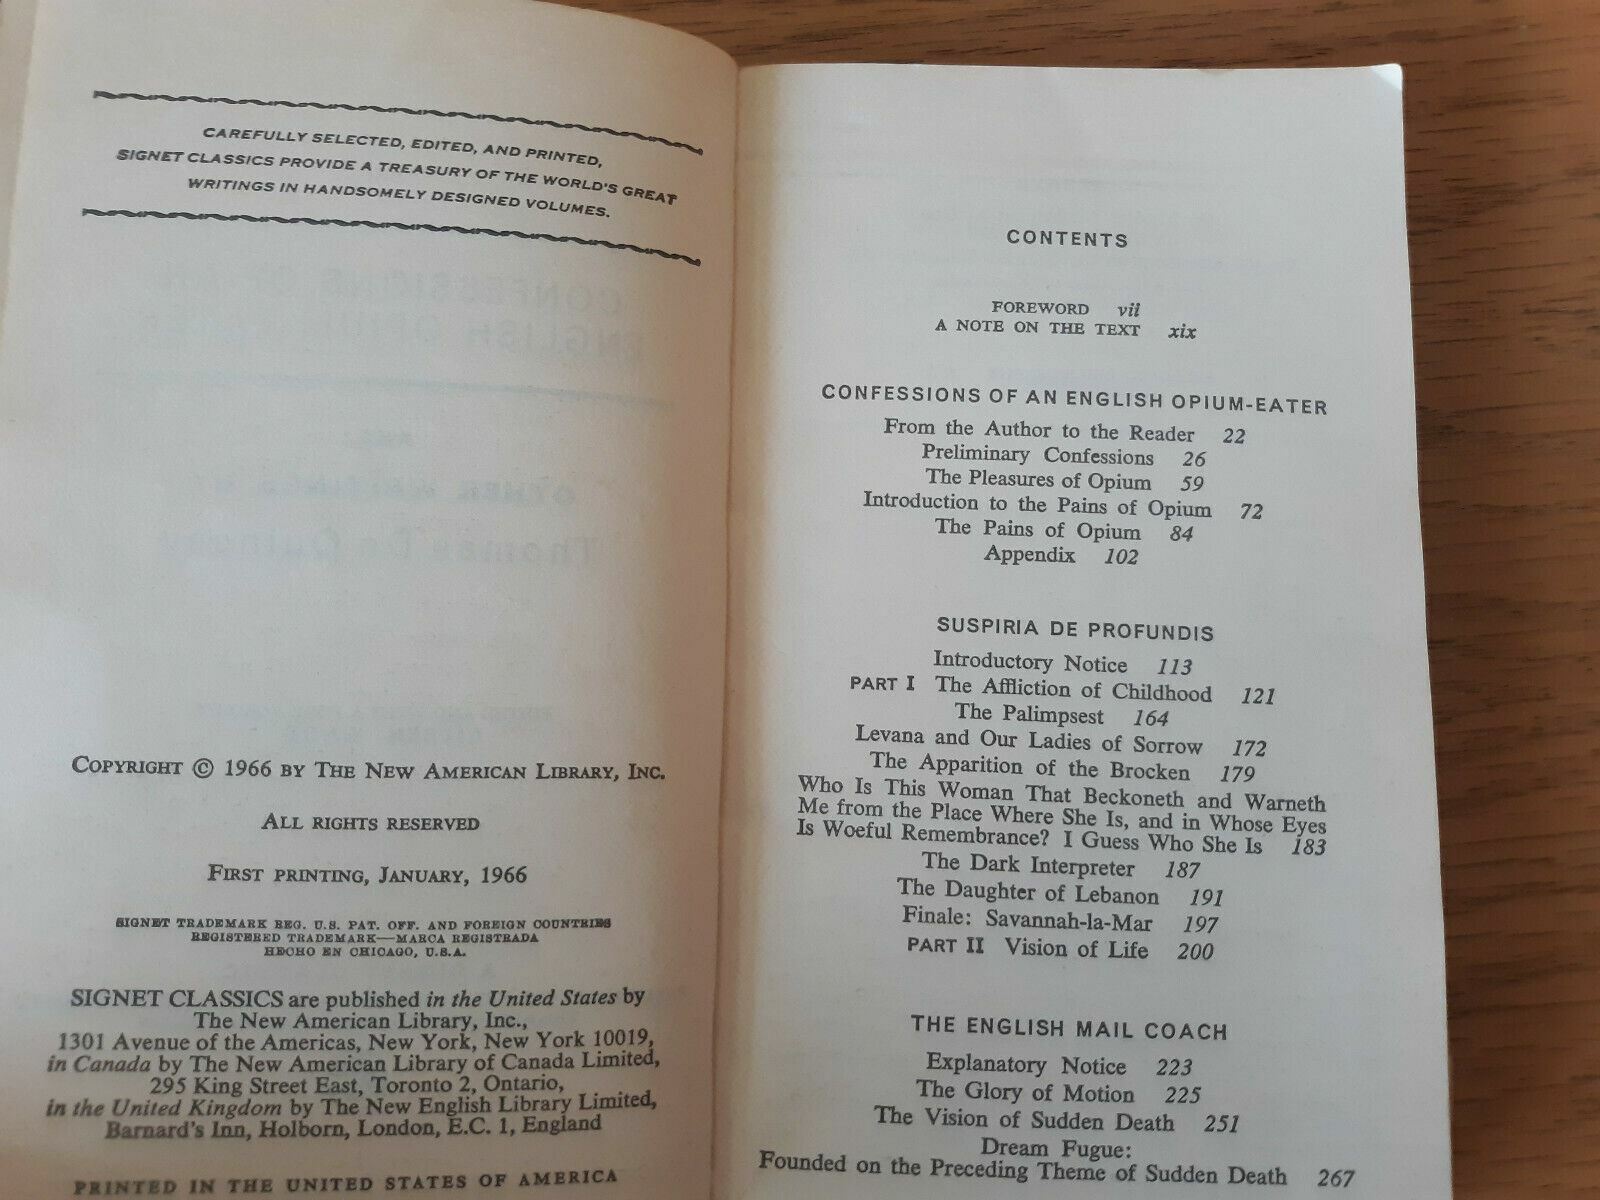 CAREFULLY SELECTED, EDITED, AND PRINTED,
SIGNET CLASSICS PROVIDE A TREASURY OF THE WORLD'S GREAT
WRITINGS IN HANDSOMELY DESIGNED VOLUMES.
COPYRIGHT © 1966 BY THE NEW AMERICAN LIBRARY, INC.
ALL RIGHTS RESERVED
FIRST PRINTING, JANUARY, 1966
SIGNET TRADEMARK REG. U.S. PAT. OFF. AND FOREIGN COUNTRIES
REGISTERED TRADEMARK—MARCA REGISTRADA
HECHO EN CHICAGO, U.S.A.
SIGNET CLASSICS are published in the United States by
The New American Library, Inc.,
1301 Avenue of the Americas, New York, New York 10019,
in Canada by The New American Library of Canada Limited,
295 King Street East, Toronto 2, Ontario,
in the United Kingdom by The New English Library Limited,
Barnard's Inn, Holborn, London, E.C. 1, England
PRINTED IN THE UNITED STATES OF AMERICA
CONTENTS
FOREWORD vii
A NOTE ON THE TEXT xix
CONFESSIONS OF AN ENGLISH OPIUM-EATER
From the Author to the Reader 22
Preliminary Confessions 26
The Pleasures of Opium 59
Introduction to the Pains of Opium 72
The Pains of Opium 84
Appendix 102
SUSPIRIA DE PROFUNDIS
Introductory Notice 113
PART I The Affliction of Childhood 121
The Palimpsest 164
Levana and Our Ladies of Sorrow 172
The Apparition of the Brocken 179
Who Is This Woman That Beckoneth and Warneth
Me from the Place Where She Is, and in Whose Eyes
Is Woeful Remembrance? I Guess Who She Is 183
The Dark Interpreter 187
The Daughter of Lebanon 191
Finale: Savannah-la-Mar 197
PART II Vision of Life 200
THE ENGLISH MAIL COACH
Explanatory Notice 223
The Glory of Motion 225
The Vision of Sudden Death 251
Dream Fugue:
Founded on the Preceding Theme of Sudden Death 267